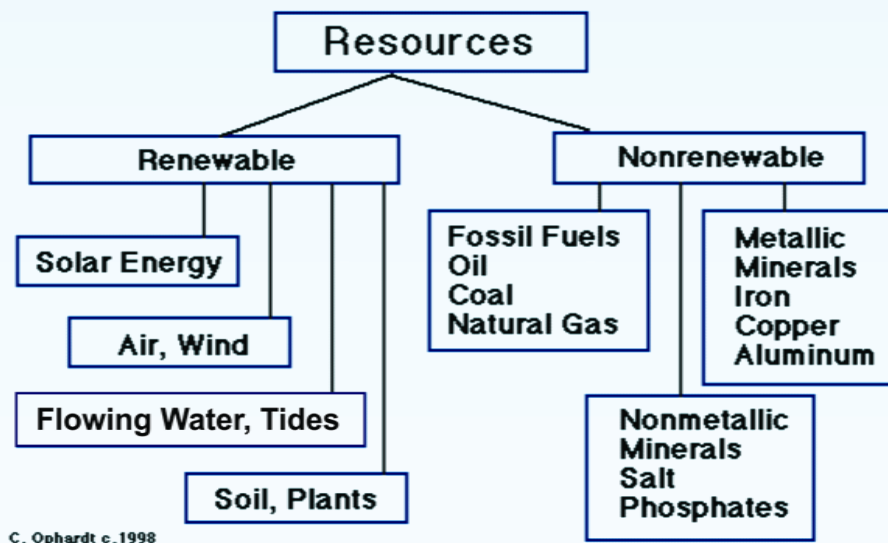 Resources
Renewable
Nonrenewable
Solar Energy
Air, Wind
Flowing Water, Tides
Soil, Plants
Fossil Fuels
Oil
Coal
Natural Gas
Nonmetallic
Minerals
Salt
Phosphates
Metallic
Minerals
Iron
Copper
Aluminum
C. Ophardt c.1998